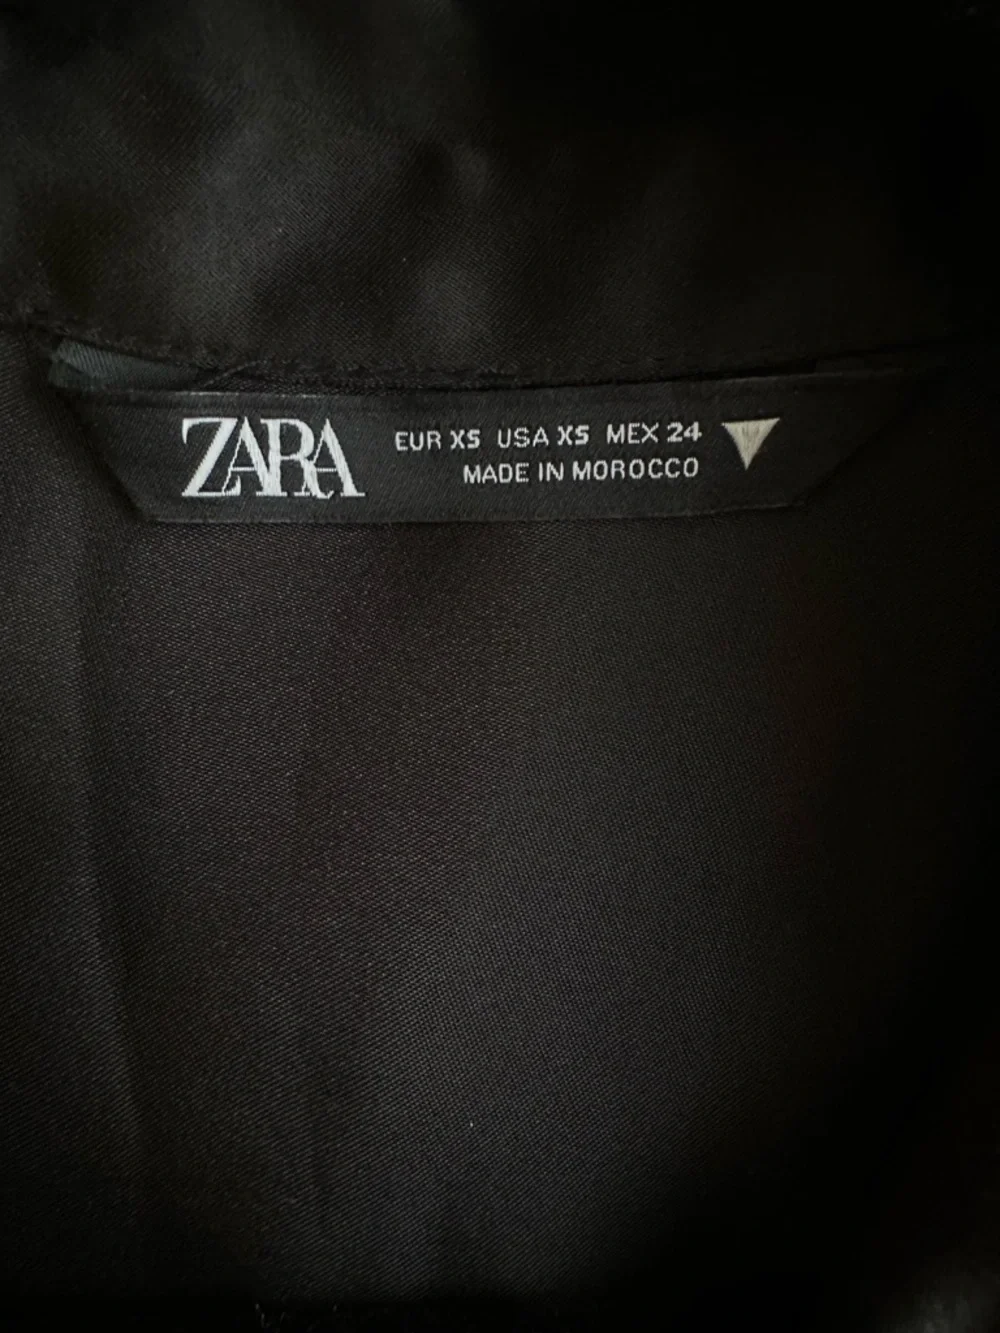 ZARA
EUR XS USA XS MEX 24
MADE IN MOROCCO